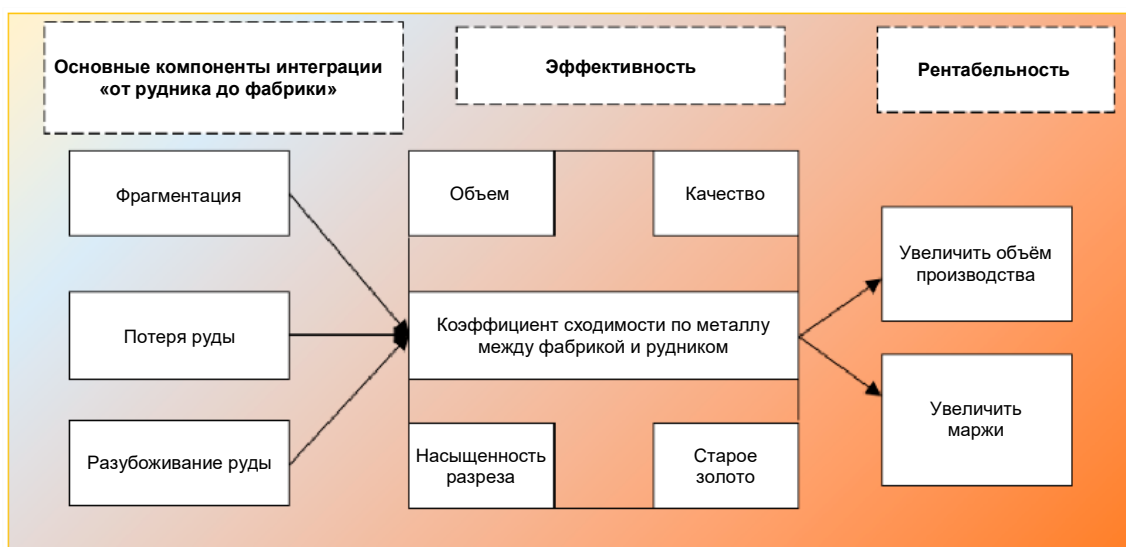 Основные компоненты интеграции
«от рудника до фабрики»
Эффективность
Рентабельность
Фрагментация
Объем
Качество
Увеличить объём
производства
Потеря руды
Коэффициент сходимости по металлу
между фабрикой и рудником
Увеличить
маржи
Разубоживание руды
Насыщенность
разреза
Старое
золото